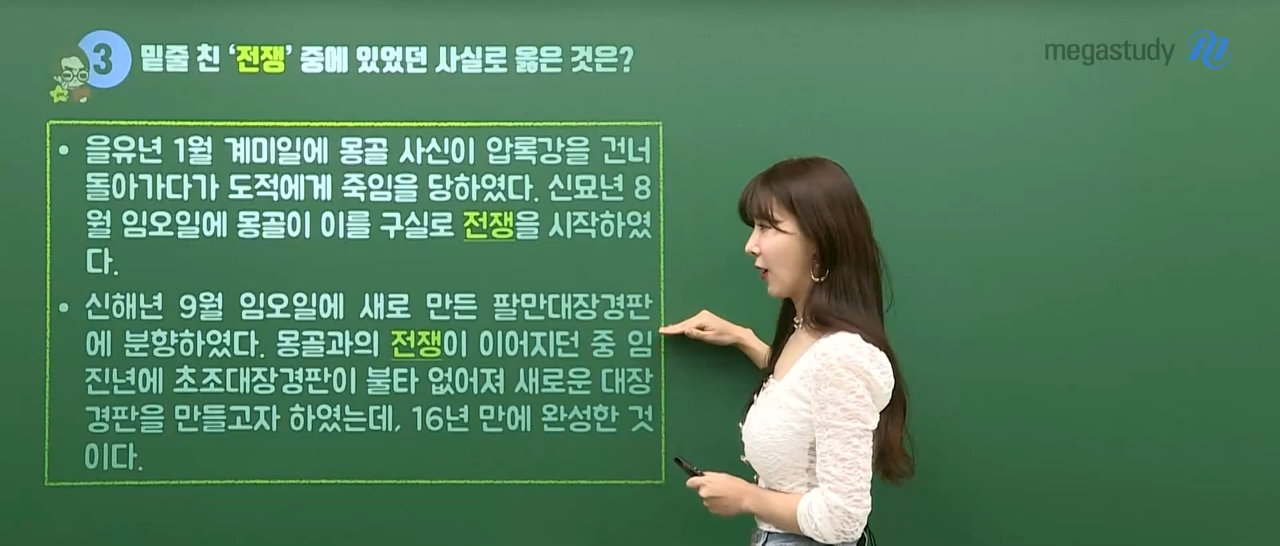 3 밑줄 친 ‘전쟁’ 중에 있었던 사실로 옳은 것은?
megastudy
• 을유년 1월 계미일에 몽골 사신이 압록강을 건너
돌아가다가 도적에게 죽임을 당하였다. 신묘년 8
월 임오일에 몽골이 이를 구실로 전쟁을 시작하였
다.
• 신해년 9월 임오일에 새로 만든 팔만대장경판
에 분향하였다. 몽골과의 전쟁이 이어지던 중 임
진년에 초조대장경판이 불타 없어져 새로운 대장
경판을 만들고자 하였는데, 16년 만에 완성한 것
이다.